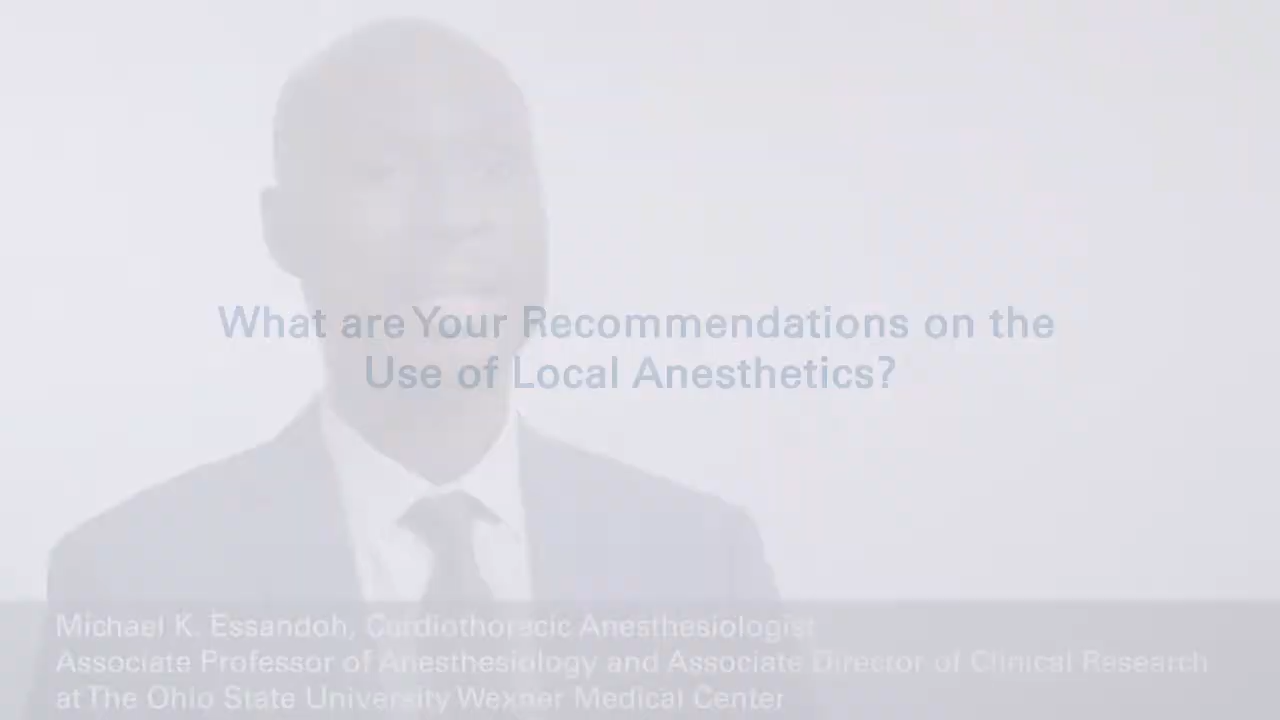 What are Your Recommendations on the
Use of Local Anesthetics?
Michael K. Essandoh, Cardiothoracic Anesthesiologist
Associate Professor of Anesthesiology and Associate Director of Clinical Research
at The Ohio State University Wexner Medical Center